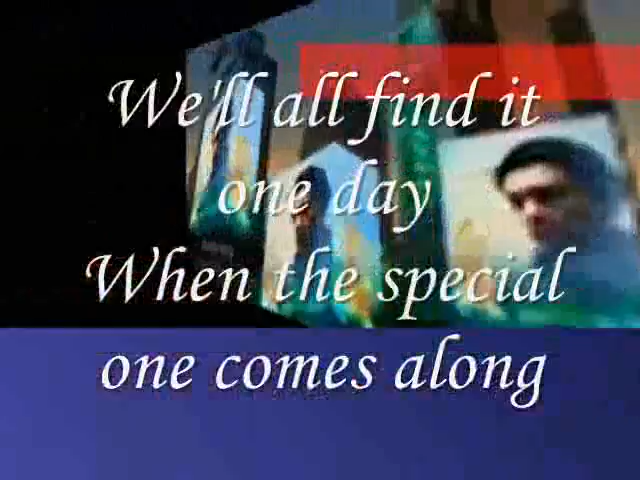 We'll all find it
one day
When the special
one comes along